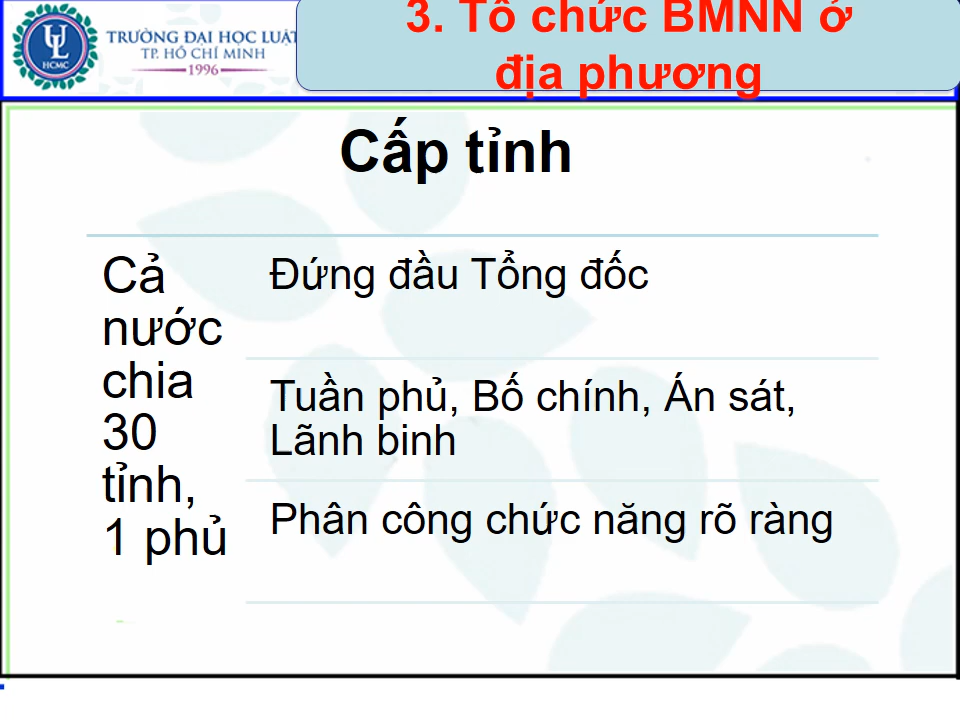 TRƯỜNG ĐẠI HỌC LUẬT
TP. HỒ CHÍ MINH
1996
UL
HCMC
3. Tổ chức BMNN ở
địa phương
Cấp tỉnh
Cả
nước
chia
30
tỉnh,
1 phủ
Đứng đầu Tổng đốc
Tuần phủ, Bố chính, Án sát,
Lãnh binh
Phân công chức năng rõ ràng